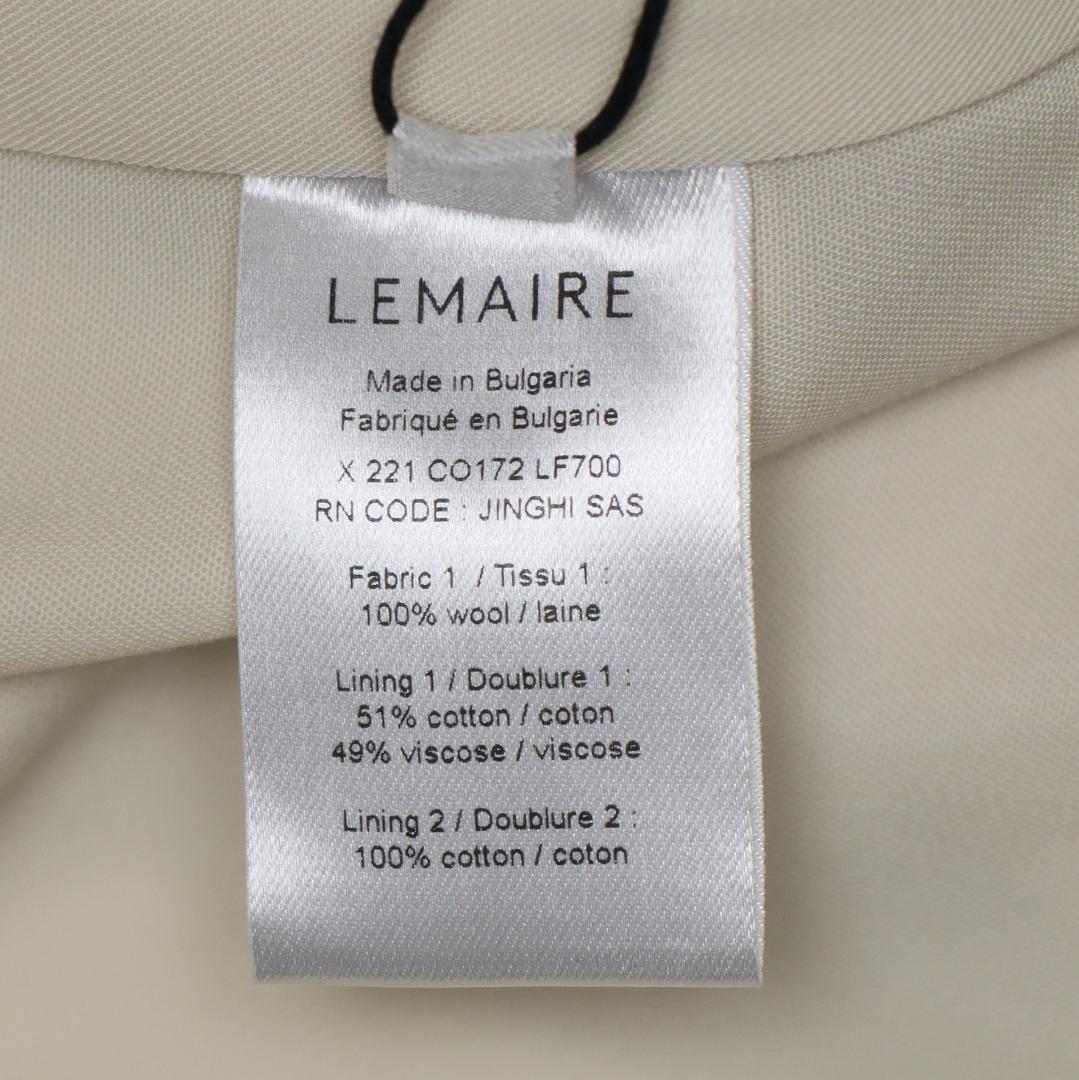 LEMAIRE
Made in Bulgaria
Fabriqué en Bulgarie
X 221 CO172 LF700
RN CODE : JINGHI SAS
Fabric 1 / Tissu 1 :
100% wool / laine
Lining 1 / Doublure 1 :
51% cotton / coton
49% viscose / viscose
Lining 2 / Doublure 2 :
100% cotton / coton